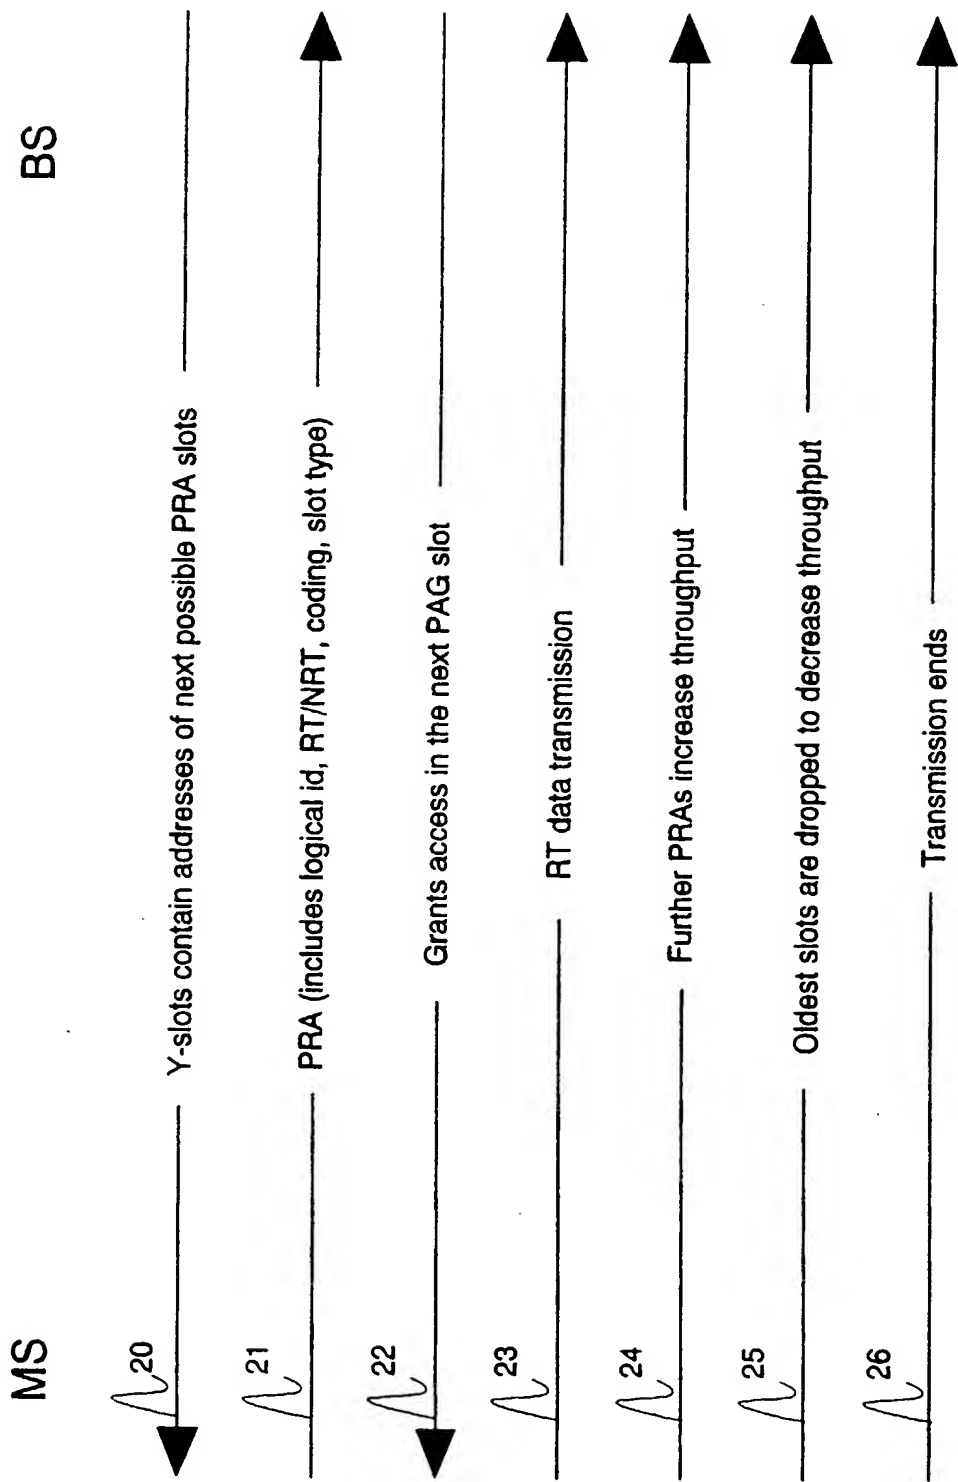 MS
BS
20
Y-slots contain addresses of next possible PRA slots
21
PRA (includes logical id, RT/NRT, coding, slot type)
22
Grants access in the next PAG slot
23
RT data transmission
24
Further PRAs increase throughput
25
Oldest slots are dropped to decrease throughput
26
Transmission ends